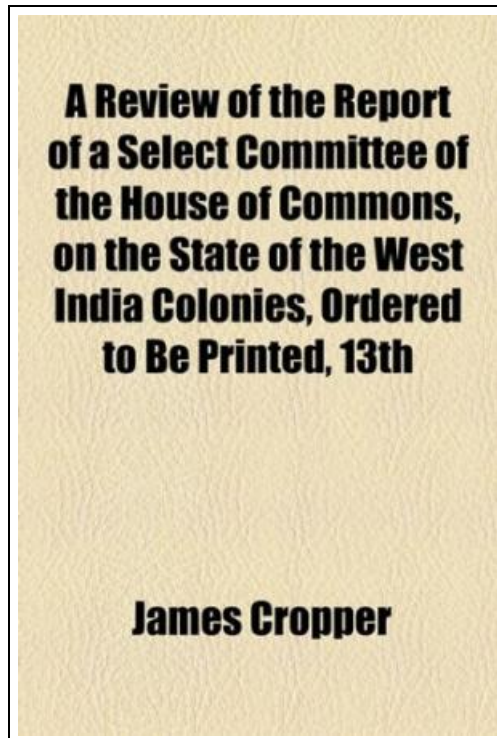 A Review of the Report
of a Select Committee of
the House of Commons,
on the State of the West
India Colonies, Ordered
to Be Printed, 13th
James Cropper